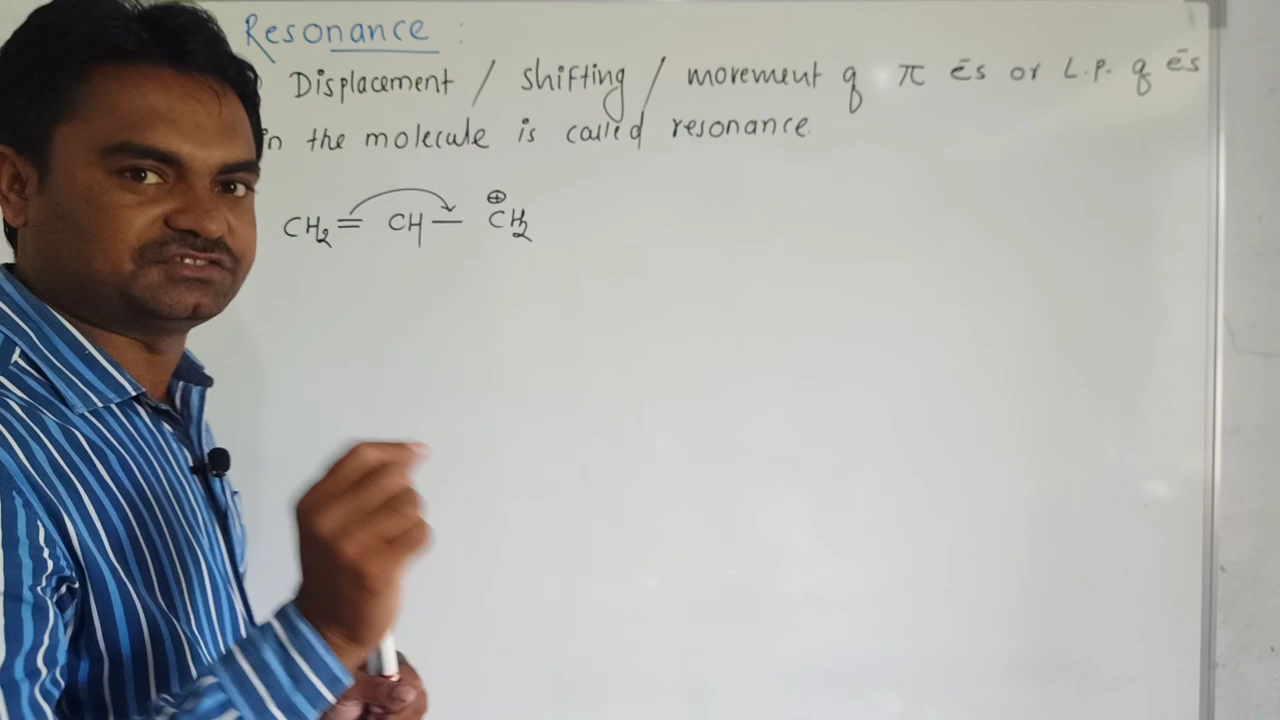 Resonance :
Displacement / shifting / movement of π ēs or L.P. of ēs
in the molecule is called resonance.
⊕
CH₂ = CH — CH₂